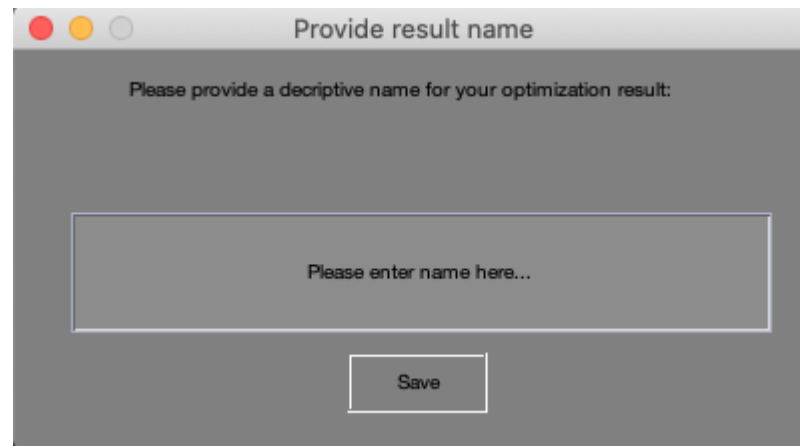 Provide result name
Please provide a decriptive name for your optimization result:
Please enter name here...
Save